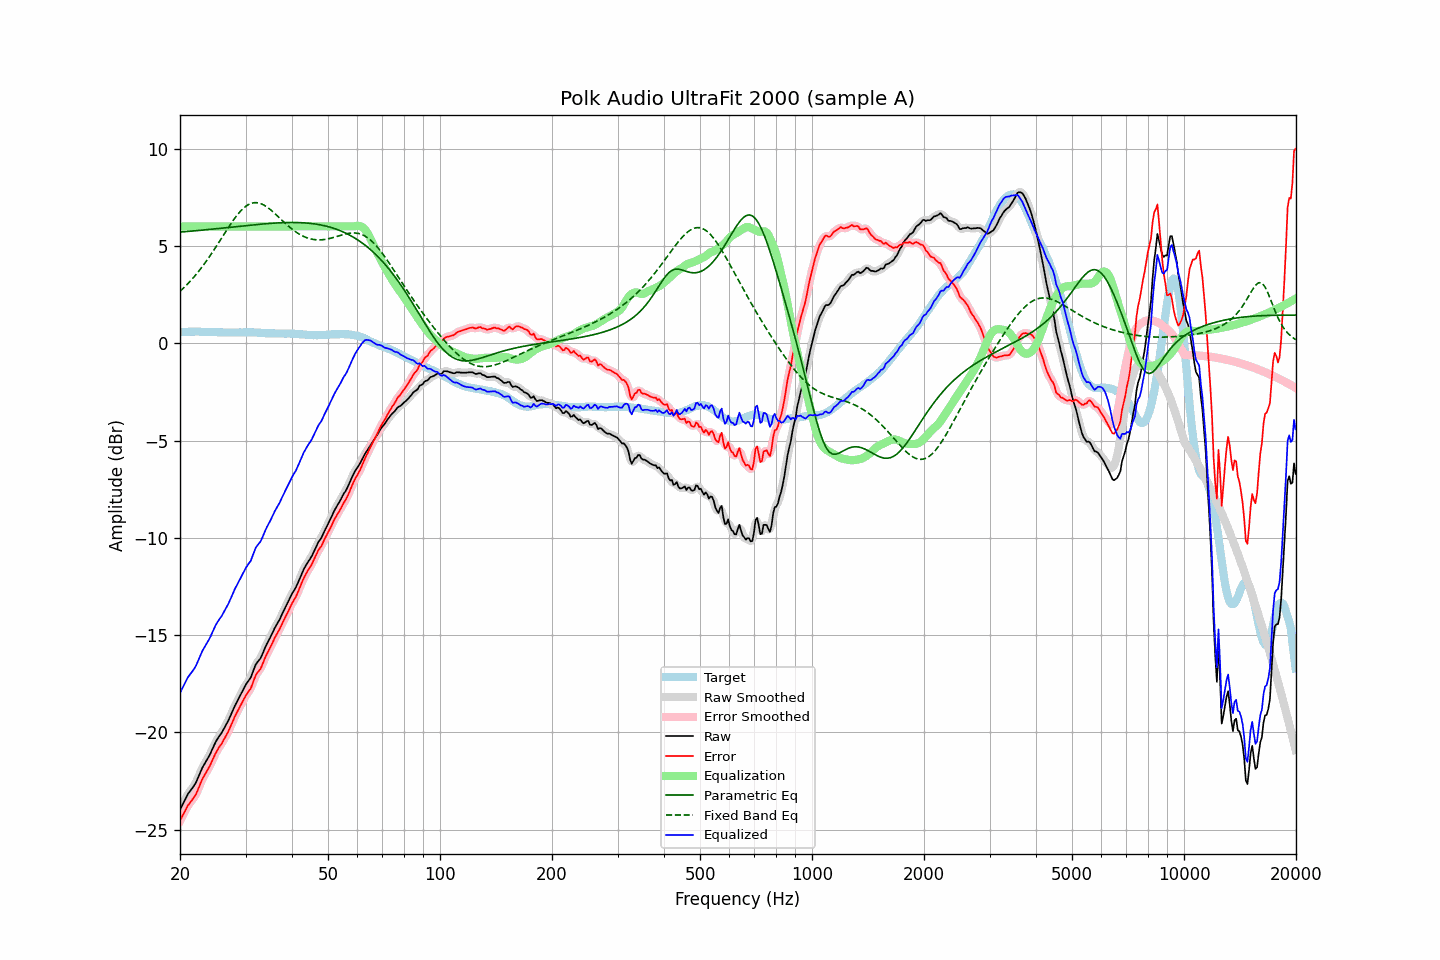 Polk Audio UltraFit 2000 (sample A)
Amplitude (dBr)
10
5
0
−5
−10
−15
−20
−25
Target
Raw Smoothed
Error Smoothed
Raw
Error
Equalization
Parametric Eq
Fixed Band Eq
Equalized
20
50
100
200
500
1000
2000
5000
10000
20000
Frequency (Hz)